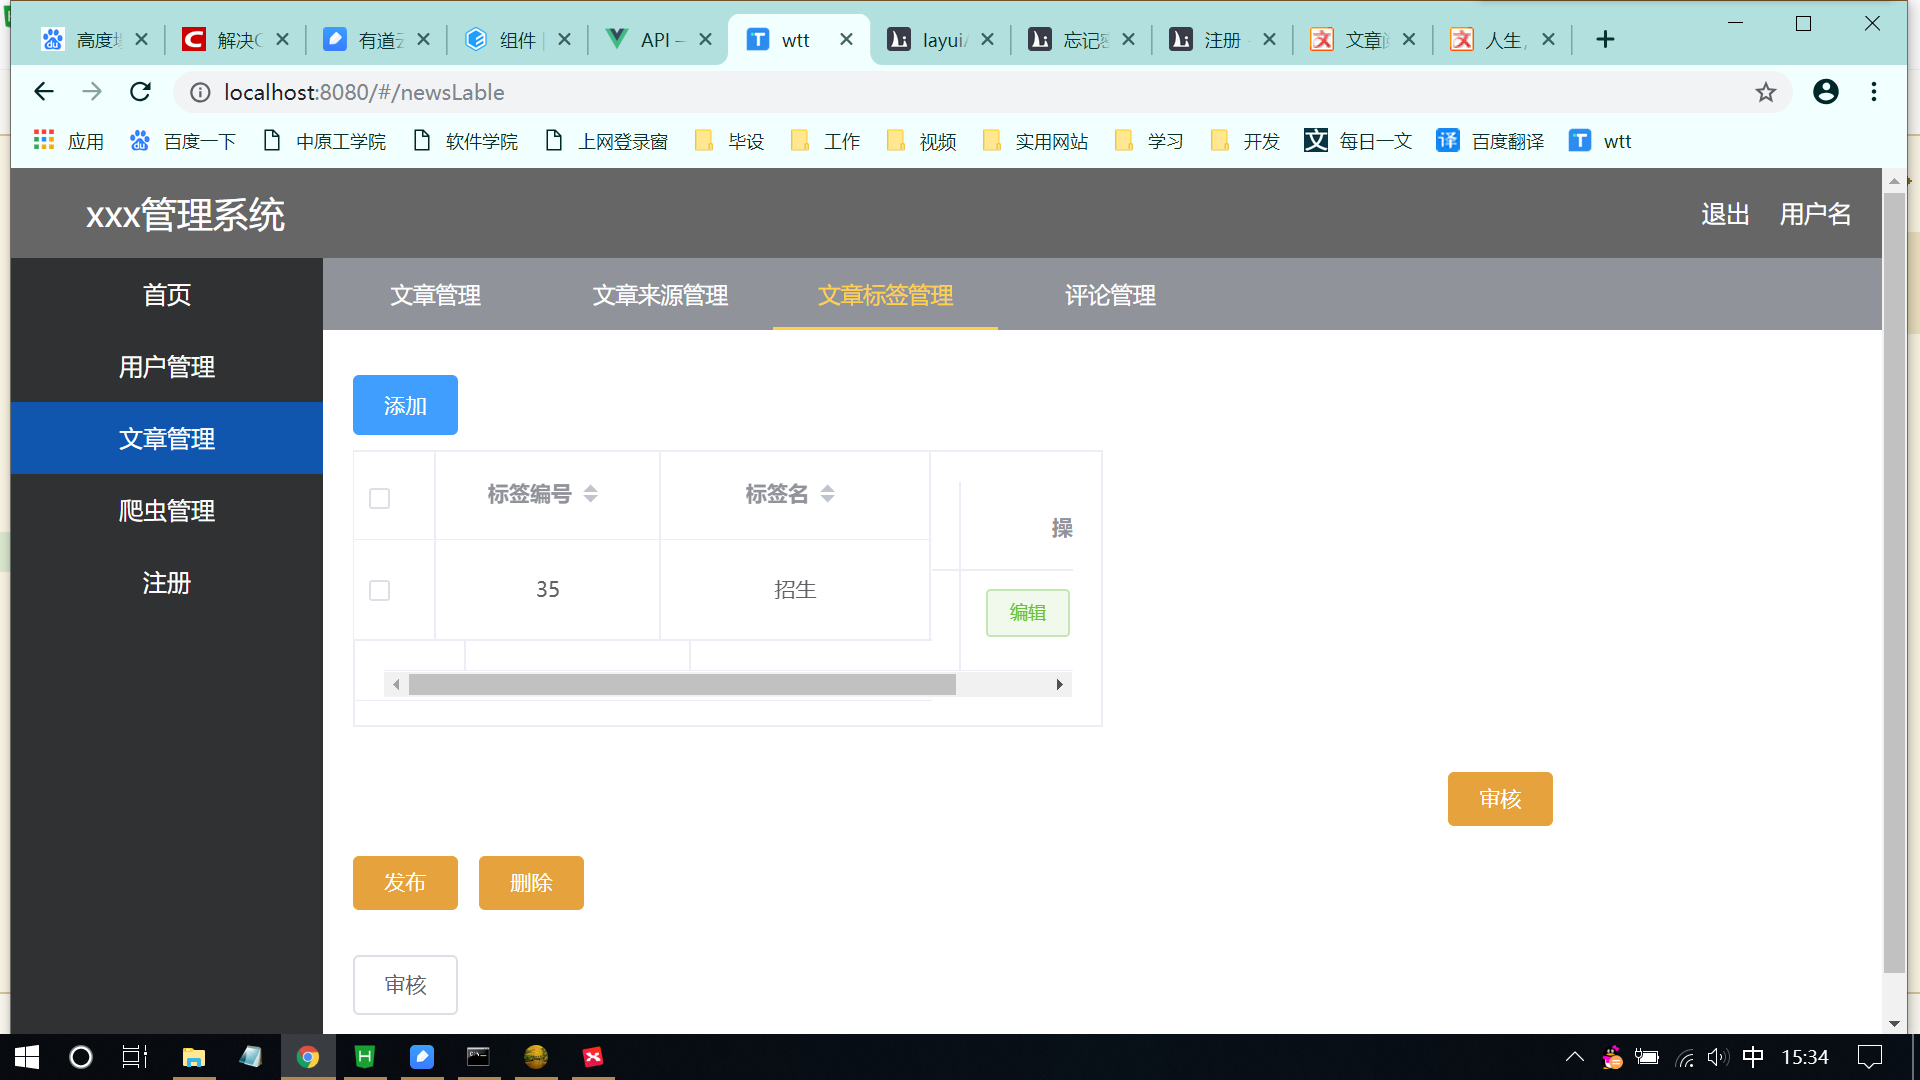 高度 解决C 有道云 组件 | API — wtt layui 忘记密 注册 - 文章 人生,
localhost:8080/#/newsLable
应用 百度一下 中原工学院 软件学院 上网登录窗 毕设 工作 视频 实用网站 学习 开发 每日一文 百度翻译 wtt
xxx管理系统 退出 用户名
首页
用户管理
文章管理
爬虫管理
注册
文章管理 文章来源管理 文章标签管理 评论管理
添加
标签编号 标签名 操
35 招生 编辑
审核
发布 删除
审核
中 15:34